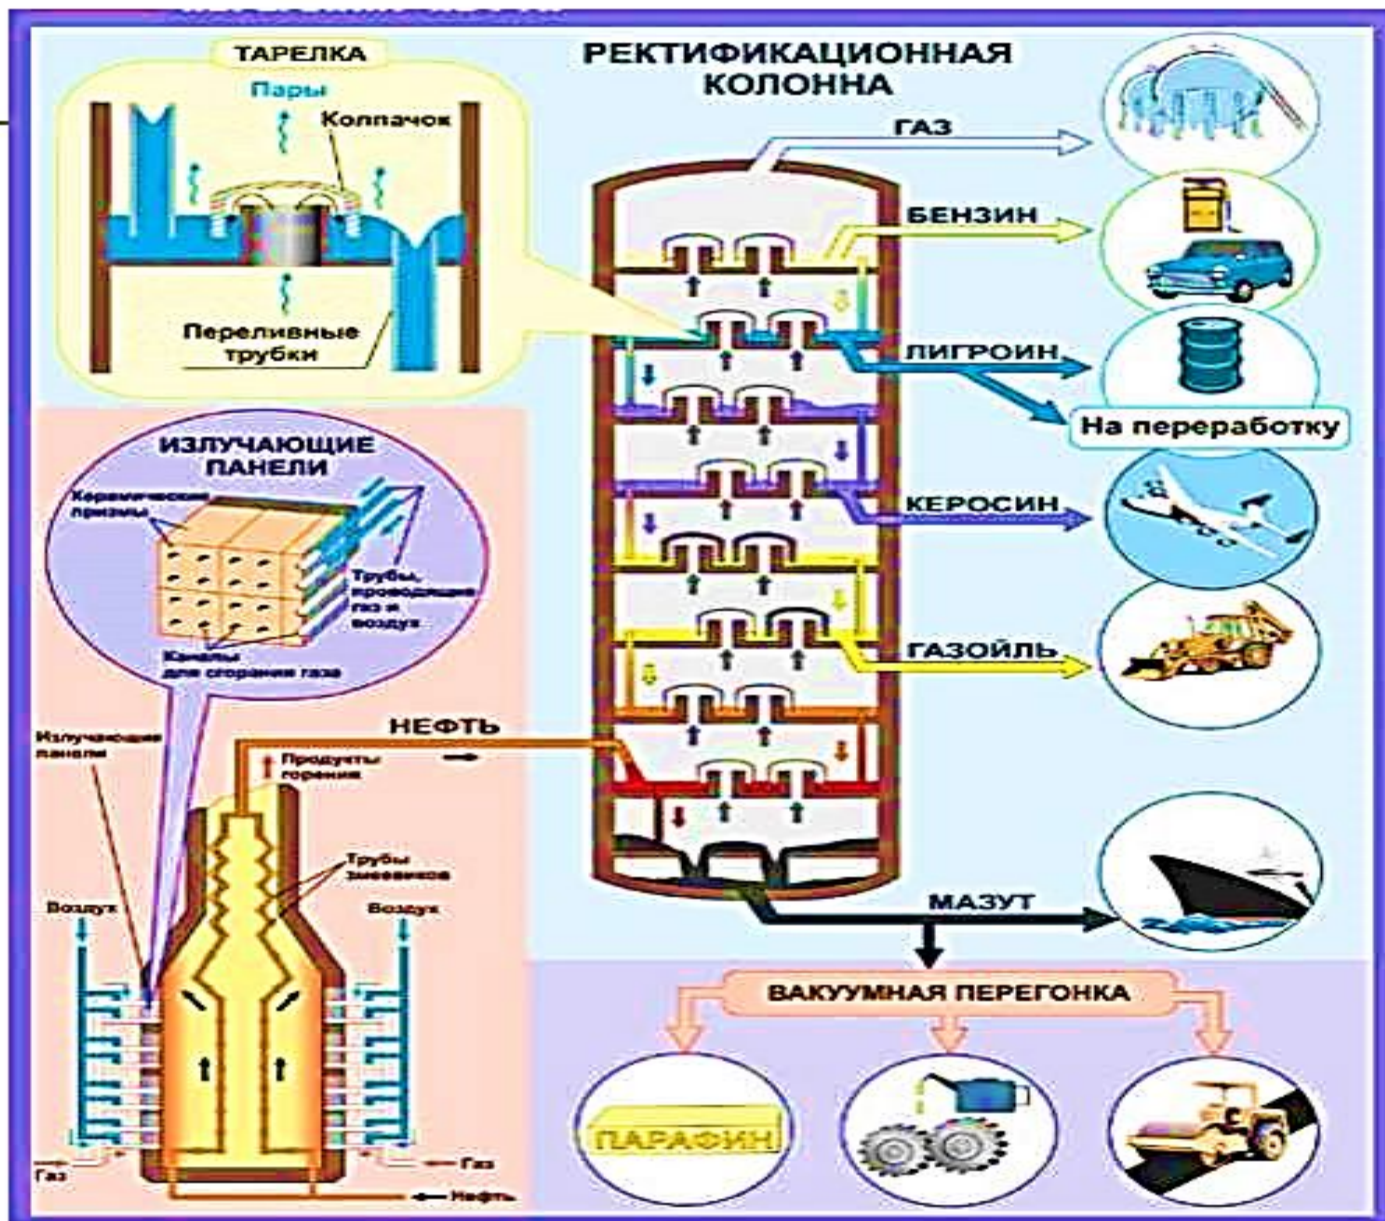 ТАРЕЛКА
Пары
Колпачок
Переливные
трубки
РЕКТИФИКАЦИОННАЯ
КОЛОННА
ГАЗ
БЕНЗИН
ЛИГРОИН
На переработку
КЕРОСИН
ГАЗОЙЛЬ
МАЗУТ
ВАКУУМНАЯ ПЕРЕГОНКА
ПАРАФИН
ИЗЛУЧАЮЩИЕ
ПАНЕЛИ
Керамические
призмы
Трубы,
проводящие
газ и
воздух
Каналы
для сгорания газа
НЕФТЬ
Излучающие
панели
Продукты
горения
Трубы
змеевиков
Воздух
Воздух
Газ
Газ
Нефть